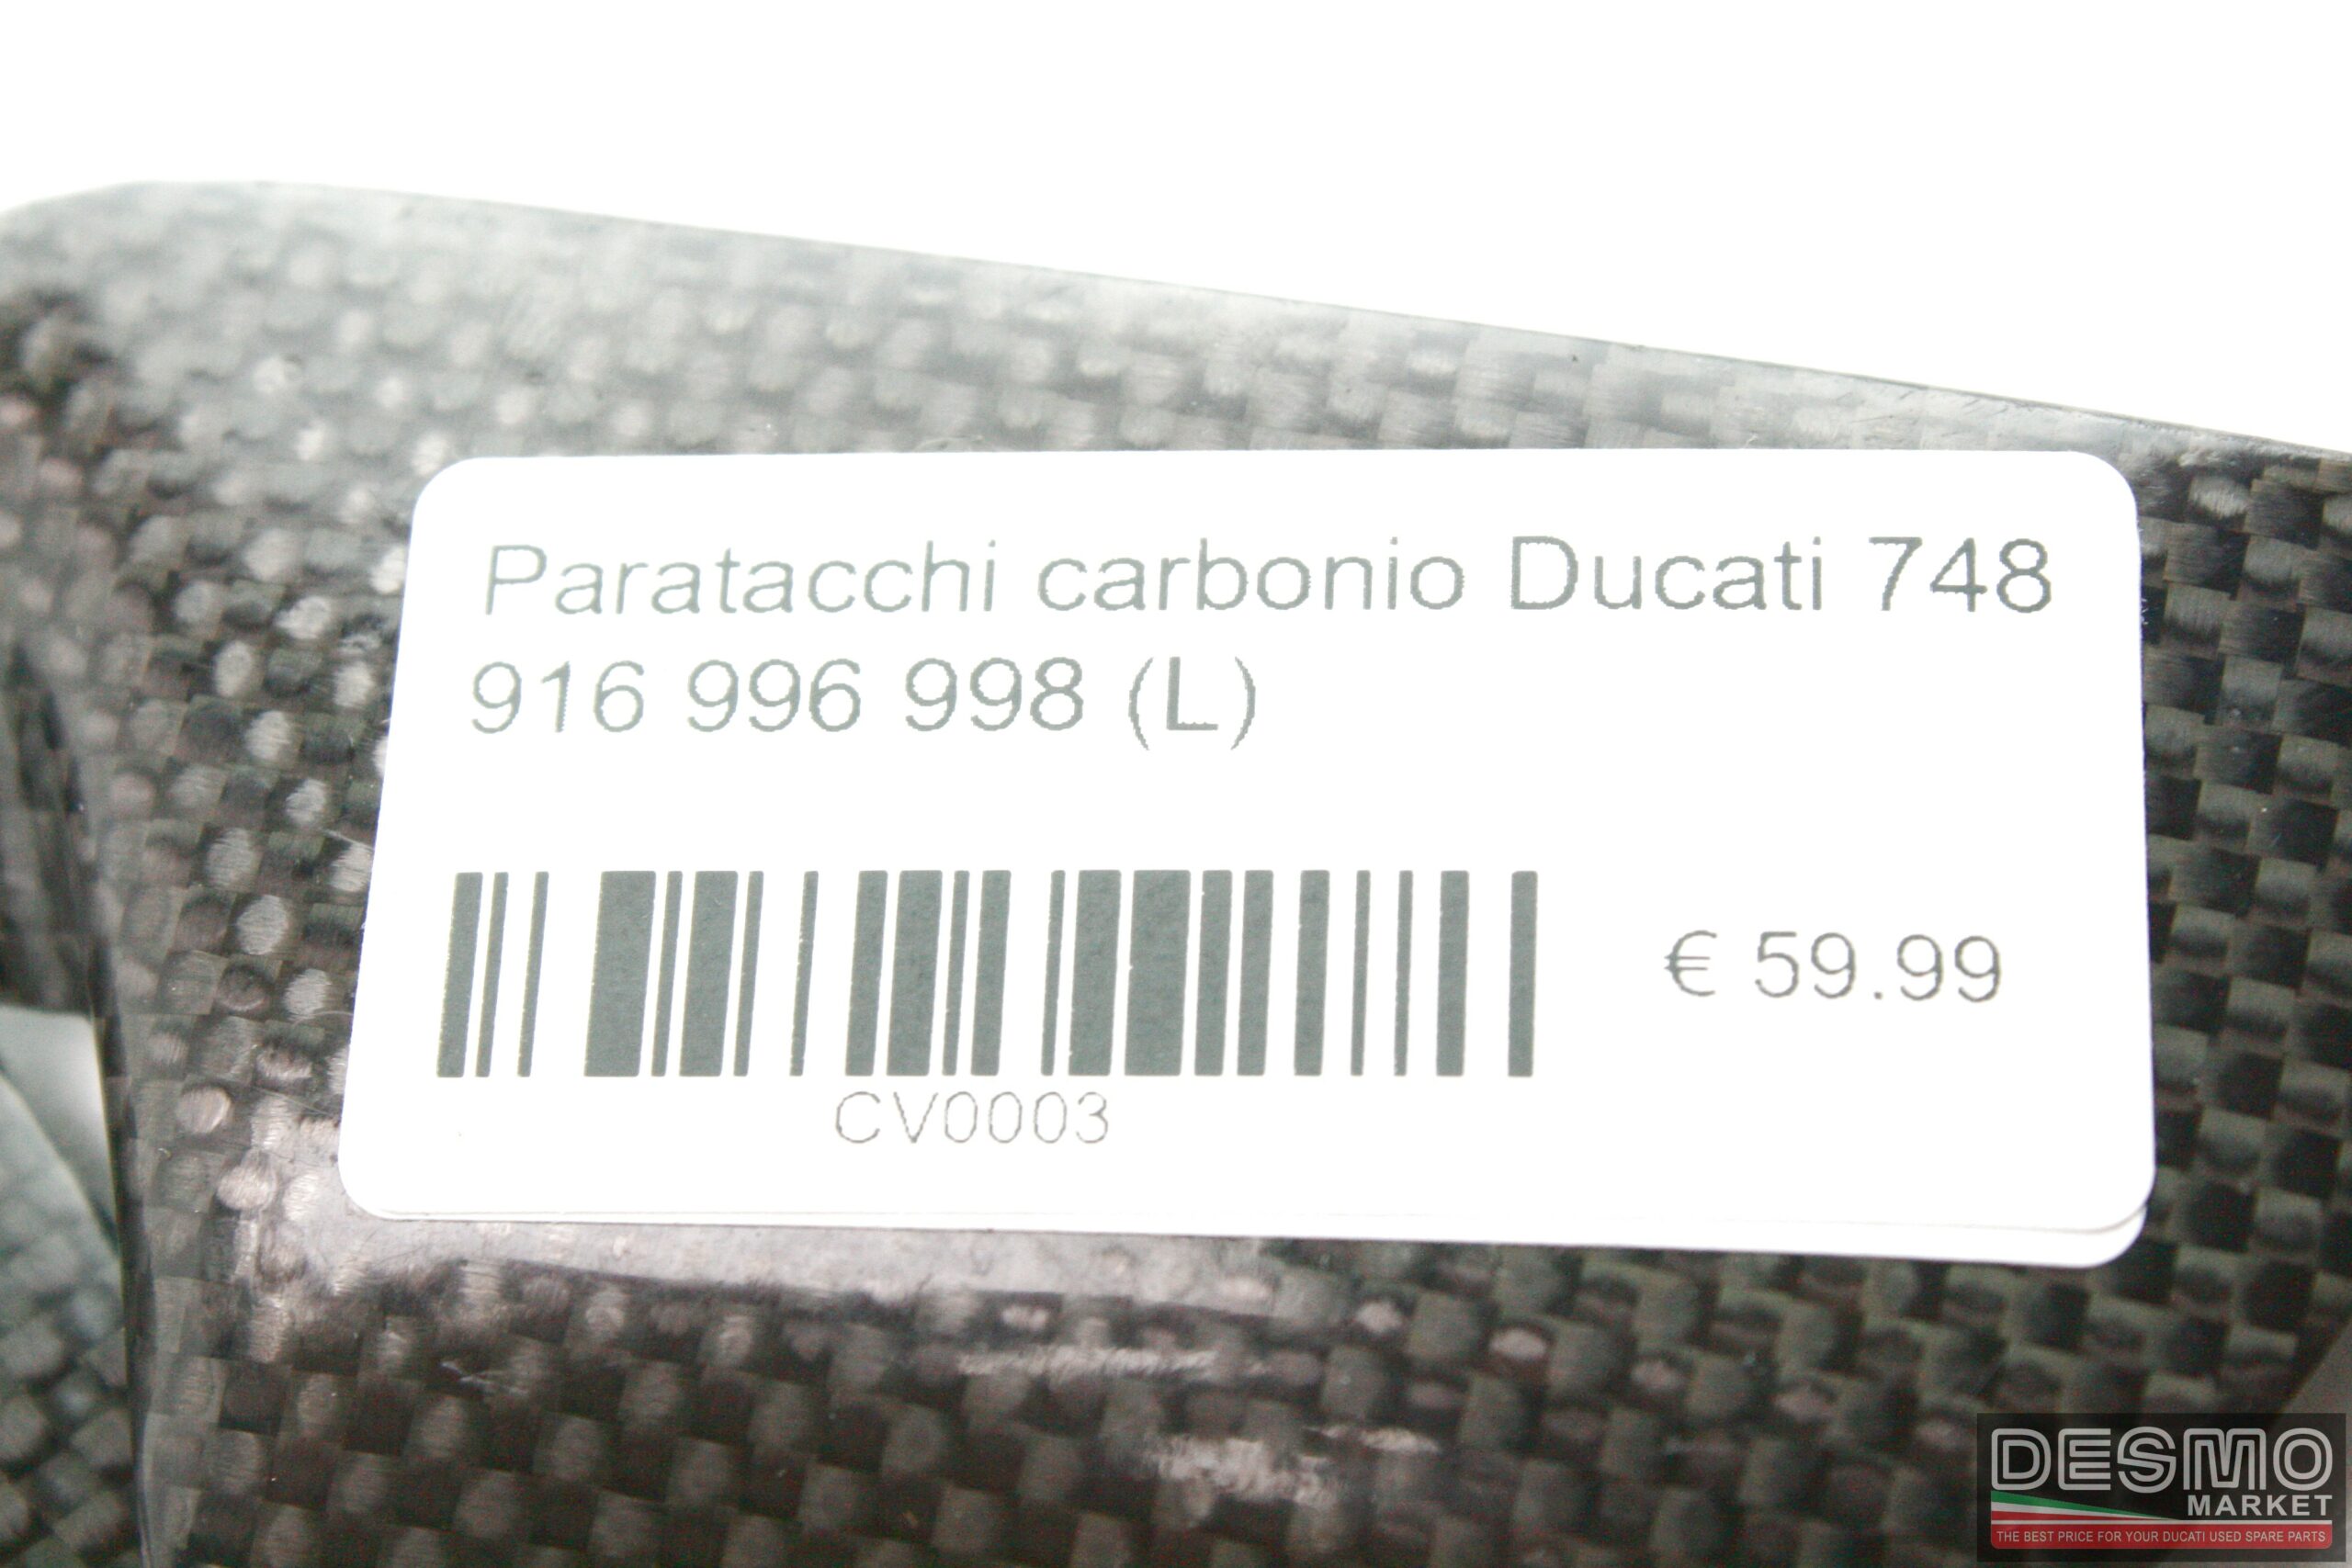 Paratacchi carbonio Ducati 748
916 996 998 (L)
€ 59.99
CV0003
DESMO
MARKET
THE BEST PRICE FOR YOUR DUCATI USED SPARE PARTS